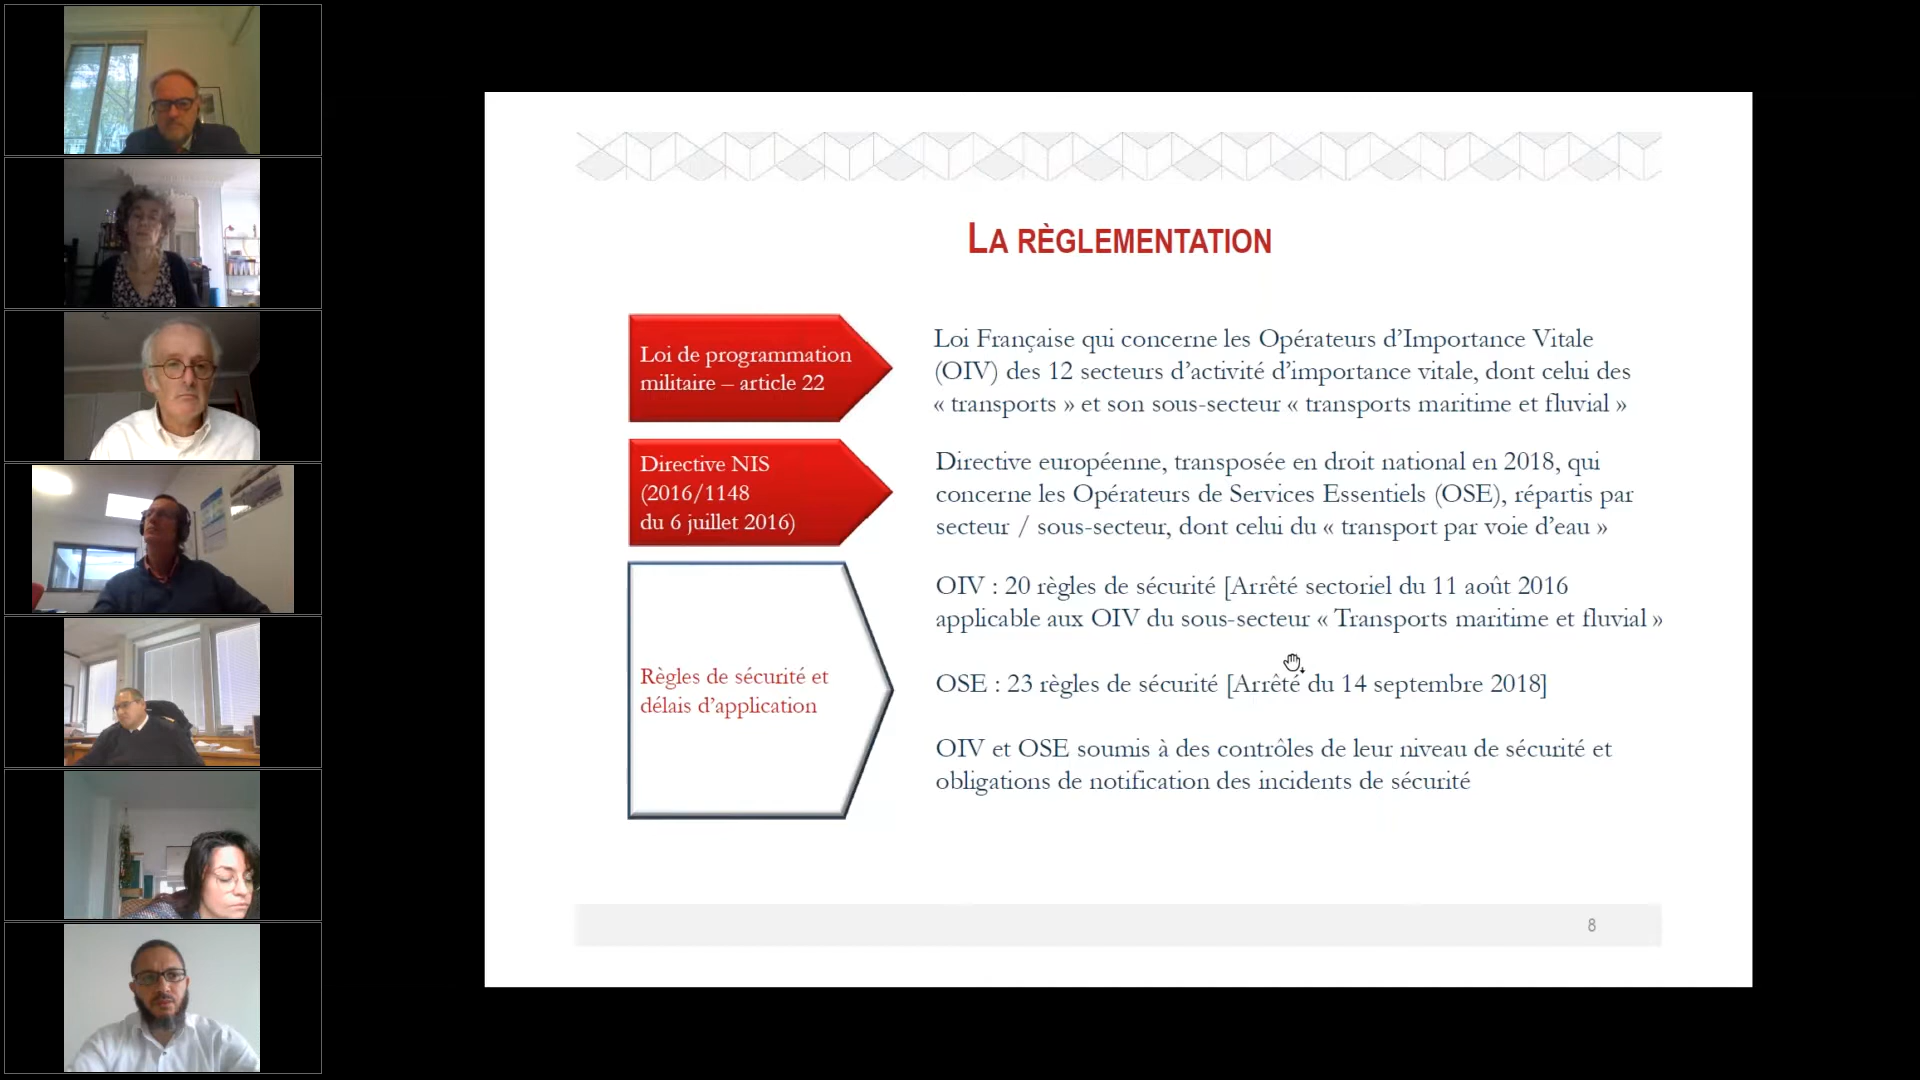 LA RÈGLEMENTATION
Loi de programmation
militaire – article 22
Loi Française qui concerne les Opérateurs d’Importance Vitale
(OIV) des 12 secteurs d’activité d’importance vitale, dont celui des
« transports » et son sous-secteur « transports maritime et fluvial »
Directive NIS
(2016/1148
du 6 juillet 2016)
Directive européenne, transposée en droit national en 2018, qui
concerne les Opérateurs de Services Essentiels (OSE), répartis par
secteur / sous-secteur, dont celui du « transport par voie d’eau »
Règles de sécurité et
délais d’application
OIV : 20 règles de sécurité [Arrêté sectoriel du 11 août 2016
applicable aux OIV du sous-secteur « Transports maritime et fluvial »
OSE : 23 règles de sécurité [Arrêté du 14 septembre 2018]
OIV et OSE soumis à des contrôles de leur niveau de sécurité et
obligations de notification des incidents de sécurité
8